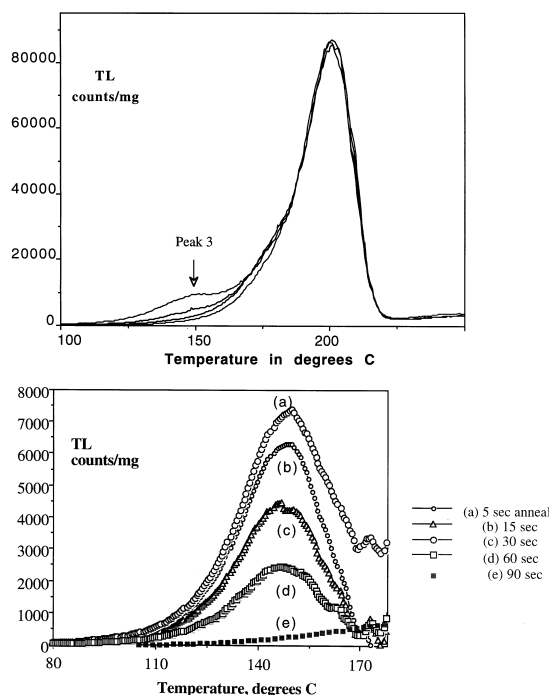 80000
60000
40000
20000
0
TL
counts/mg
Peak 3
100
150
200
Temperature in degrees C
8000
7000
6000
5000
4000
3000
2000
1000
0
TL
counts/mg
(a)
(b)
(c)
(d)
(e)
80
110
140
170
Temperature, degrees C
(a) 5 sec anneal
(b) 15 sec
(c) 30 sec
(d) 60 sec
(e) 90 sec